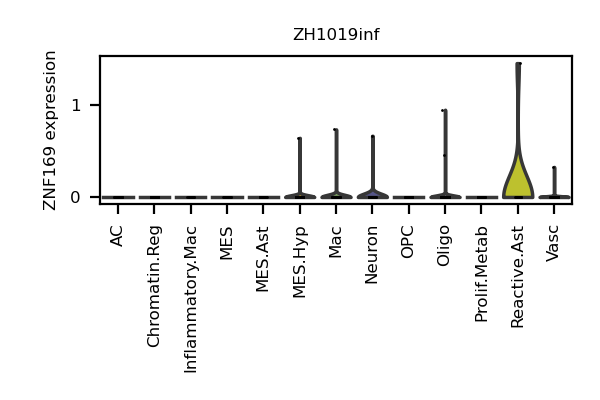 ZH1019inf
ZNF169 expression
1
0
AC
Chromatin.Reg
Inflammatory.Mac
MES
MES.Ast
MES.Hyp
Mac
Neuron
OPC
Oligo
Prolif.Metab
Reactive.Ast
Vasc